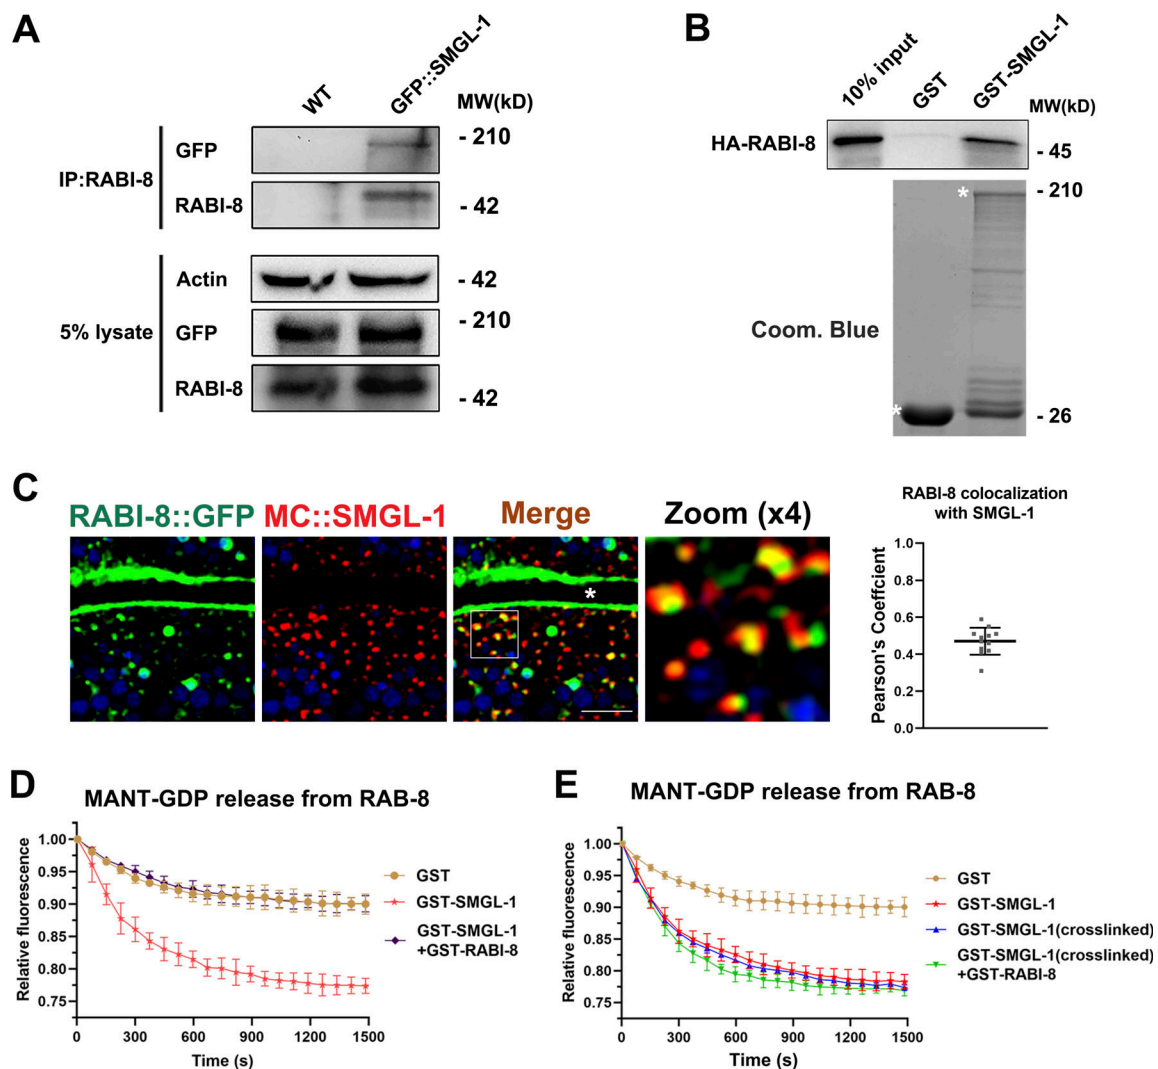 A
WT
GFP::SMGL-1
MW(kD)
IP:RABI-8
GFP
- 210
RABI-8
- 42
5% lysate
Actin
- 42
GFP
- 210
RABI-8
- 42
B
10% input
GST
GST-SMGL-1
MW(kD)
HA-RABI-8
- 45
*
- 210
Coom. Blue
*
- 26
C
RABI-8::GFP
MC::SMGL-1
Merge
Zoom (x4)
*
RABI-8 colocalization
with SMGL-1
Pearson's Coeffcient
1.0
0.8
0.6
0.4
0.2
0.0
D
MANT-GDP release from RAB-8
Relative fluorescence
1.00
0.95
0.90
0.85
0.80
0.75
0 300 600 900 1200 1500
Time (s)
GST
GST-SMGL-1
GST-SMGL-1
+GST-RABI-8
E
MANT-GDP release from RAB-8
Relative fluorescence
1.00
0.95
0.90
0.85
0.80
0.75
0 300 600 900 1200 1500
Time (s)
GST
GST-SMGL-1
GST-SMGL-1(crosslinked)
GST-SMGL-1(crosslinked)
+GST-RABI-8